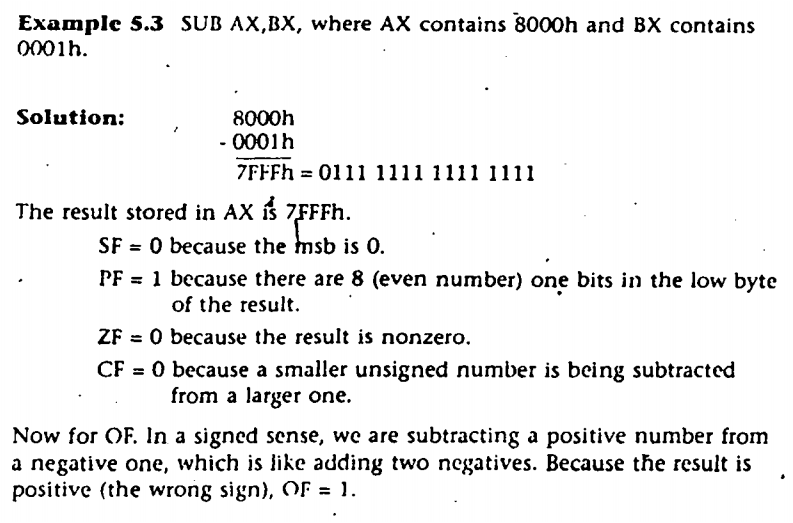 Example 5.3 SUB AX,BX, where AX contains 8000h and BX contains
0001h.
Solution: 8000h
- 0001h
7FFFh = 0111 1111 1111 1111
The result stored in AX is 7FFFh.
SF = 0 because the msb is 0.
PF = 1 because there are 8 (even number) one bits in the low byte
of the result.
ZF = 0 because the result is nonzero.
CF = 0 because a smaller unsigned number is being subtracted
from a larger one.
Now for OF. In a signed sense, we are subtracting a positive number from
a negative one, which is like adding two negatives. Because the result is
positive (the wrong sign), OF = 1.